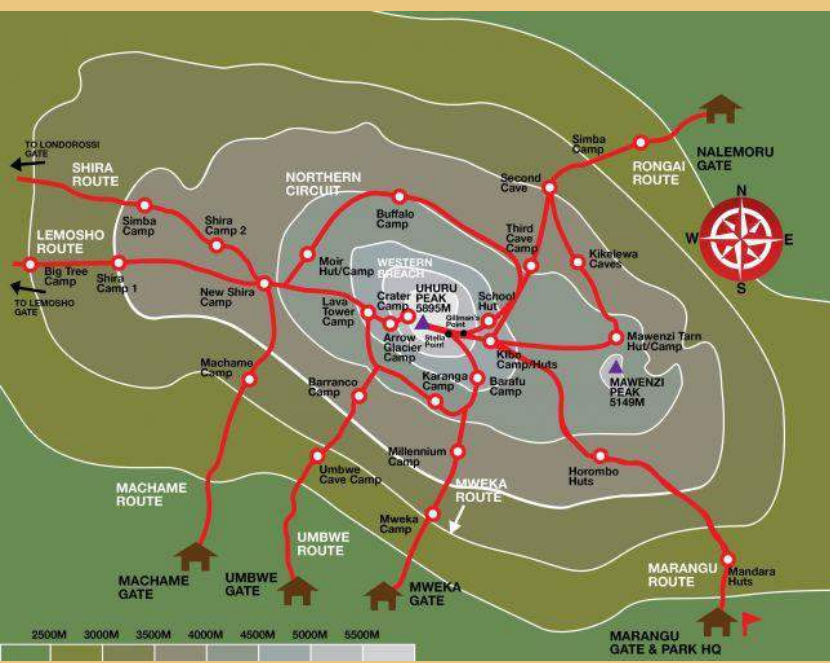 TO LONDOROSSI
GATE
SHIRA
ROUTE
LEMOSHO
ROUTE
Big Tree
Camp
TO LEMOSHO
GATE
Simba
Camp
Shira
Camp 2
Shira
Camp 1
New Shira
Camp
NORTHERN
CIRCUIT
Moir
Hut/Camp
Buffalo
Camp
WESTERN
BREACH
Lava
Tower
Camp
Crater
Camp
Arrow
Glacier
Camp
UHURU
PEAK
5895M
Stella
Point
Gillman's
Point
School
Hut
Second
Cave
Third
Cave
Camp
Simba
Camp
RONGAI
ROUTE
NALEMORU
GATE
Kikelewa
Caves
N
W
E
S
Mawenzi Tarn
Hut/Camp
MAWENZI
PEAK
5149M
Kibo
Camp/Huts
Machame
Camp
Barranco
Camp
Karanga
Camp
Barafu
Camp
Umbwe
Cave Camp
Millennium
Camp
Horombo
Huts
MACHAME
ROUTE
MWEKA
ROUTE
Mweka
Camp
UMBWE
ROUTE
MACHAME
GATE
UMBWE
GATE
MWEKA
GATE
MARANGU
ROUTE
Mandara
Huts
MARANGU
GATE & PARK HQ
2500M 3000M 3500M 4000M 4500M 5000M 5500M